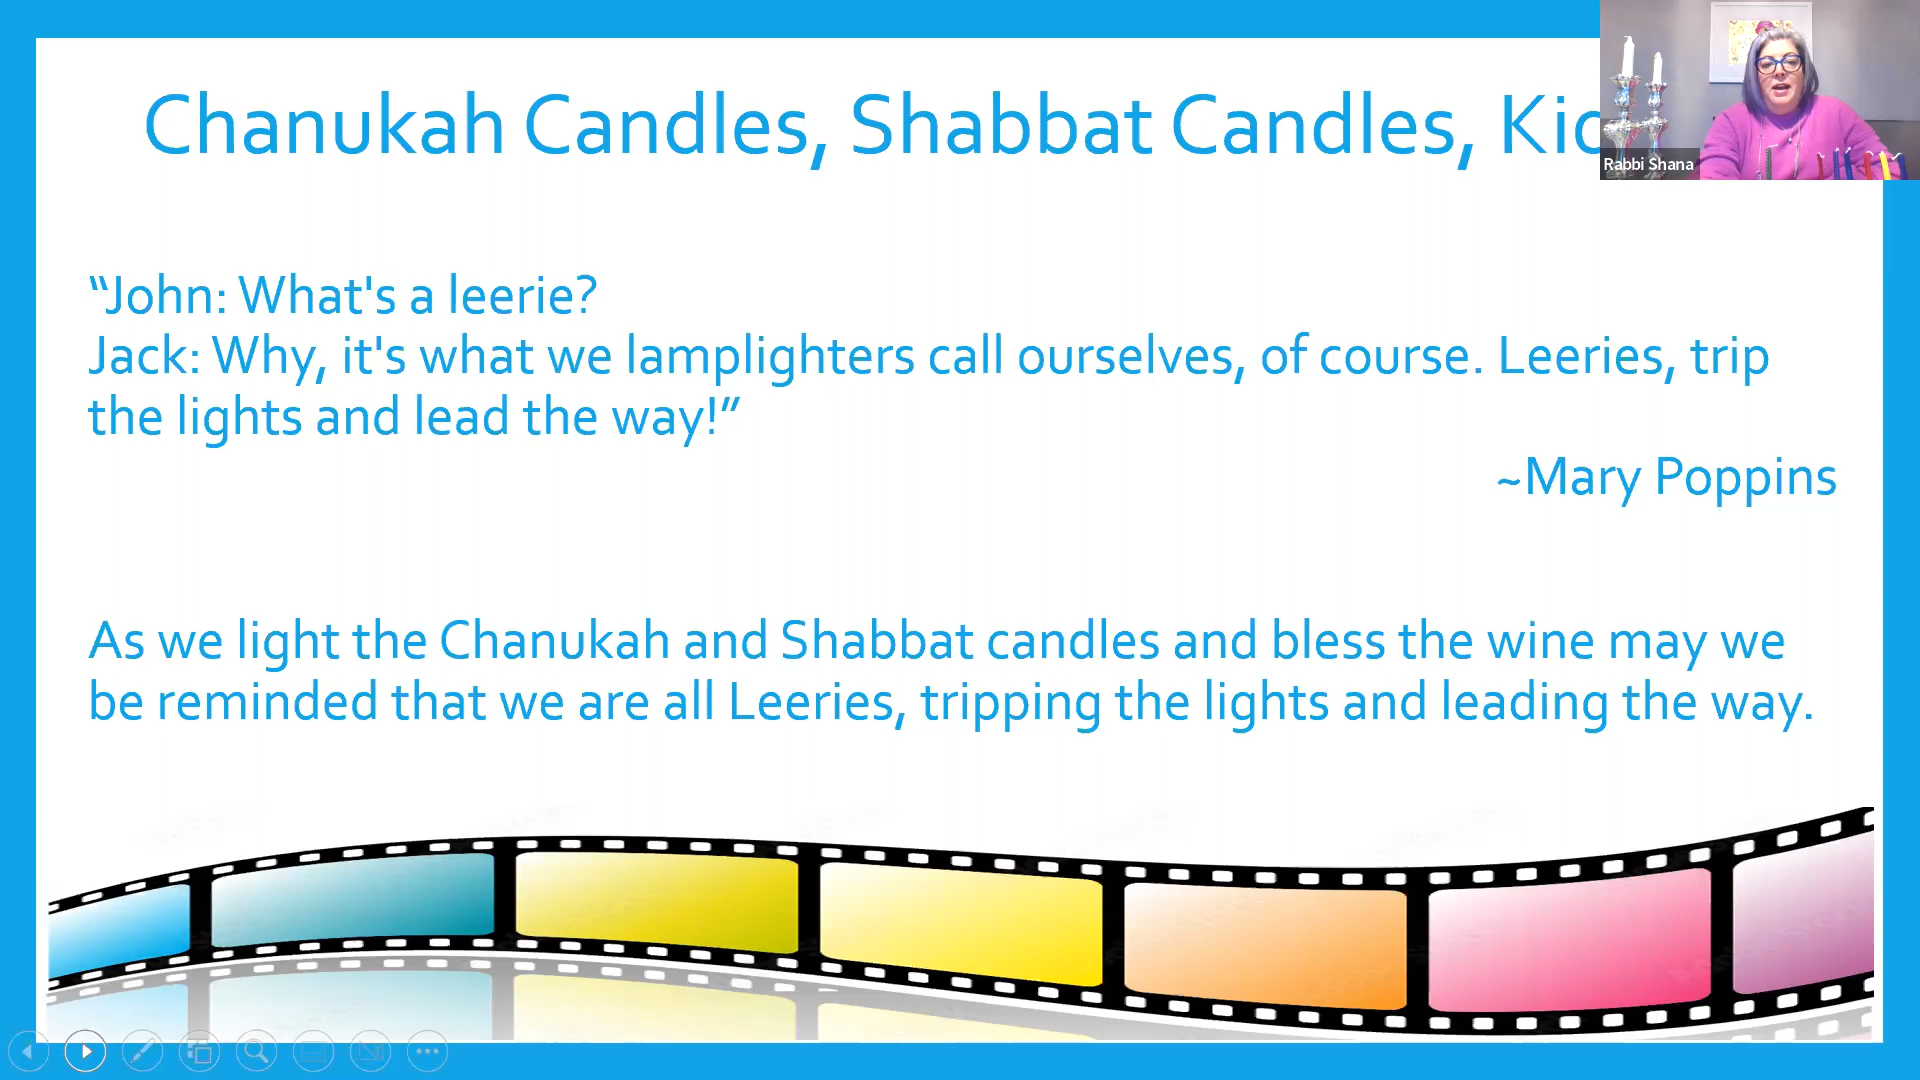 Chanukah Candles, Shabbat Candles,
Rabbi Shana
“John: What's a leerie?
Jack: Why, it's what we lamplighters call ourselves, of course. Leeries, trip
the lights and lead the way!”
~Mary Poppins
As we light the Chanukah and Shabbat candles and bless the wine may we
be reminded that we are all Leeries, tripping the lights and leading the way.